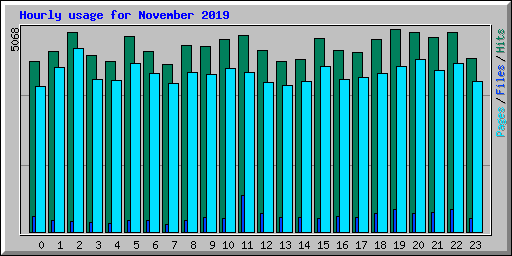 Hourly usage for November 2019
5068
Pages/Files/Hits
0 1 2 3 4 5 6 7 8 9 10 11 12 13 14 15 16 17 18 19 20 21 22 23